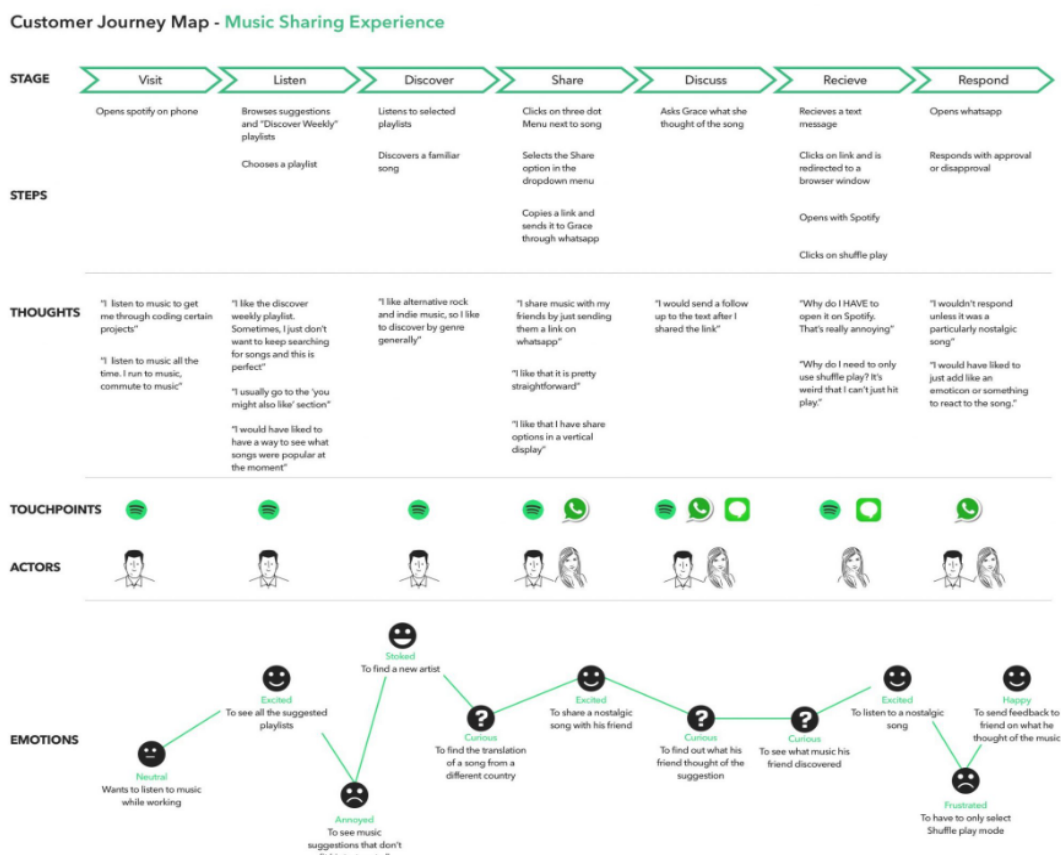 Customer Journey Map - Music Sharing Experience
STAGE
Visit
Listen
Discover
Share
Discuss
Recieve
Respond
STEPS
Opens spotify on phone
Browses suggestions
and "Discover Weekly"
playlists
Chooses a playlist
Listens to selected
playlists
Discovers a familiar
song
Clicks on three dot
Menu next to song
Selects the Share
option in the
dropdown menu
Copies a link and
sends it to Grace
through whatsapp
Asks Grace what she
thought of the song
Recieves a text
message
Clicks on link and is
redirected to a
browser window
Opens with Spotify
Clicks on shuffle play
Opens whatsapp
Responds with approval
or disapproval
THOUGHTS
"I listen to music to get
me through coding certain
projects"
"I listen to music all the
time. I run to music,
commute to music"
"I like the discover
weekly playlist.
Sometimes, I just don't
want to keep searching
for songs and this is
perfect"
"I usually go to the 'you
might also like' section"
"I would have liked to
have a way to see what
songs were popular at
the moment"
"I like alternative rock
and indie music, so I like
to discover by genre
generally"
"I share music with my
friends by just sending
them a link on
whatsapp"
"I like that it is pretty
straightforward"
"I like that I have share
options in a vertical
display"
"I would send a follow
up to the text after I
shared the link"
"Why do I HAVE to
open it on Spotify.
That's really annoying"
"Why do I need to only
use shuffle play? It's
weird that I can't just hit
play."
"I wouldn't respond
unless it was a
particularly nostalgic
song"
"I would have liked to
just add like an
emoticon or something
to react to the song."
TOUCHPOINTS
ACTORS
EMOTIONS
Neutral
Wants to listen to music
while working
Excited
To see all the suggested
playlists
Annoyed
To see music
suggestions that don't
Stoked
To find a new artist
Curious
To find the translation
of a song from a
different country
Excited
To share a nostalgic
song with his friend
Curious
To find out what his
friend thought of the
suggestion
Curious
To see what music his
friend discovered
Excited
To listen to a nostalgic
song
Frustrated
To have to only select
Shuffle play mode
Happy
To send feedback to
friend on what he
thought of the music